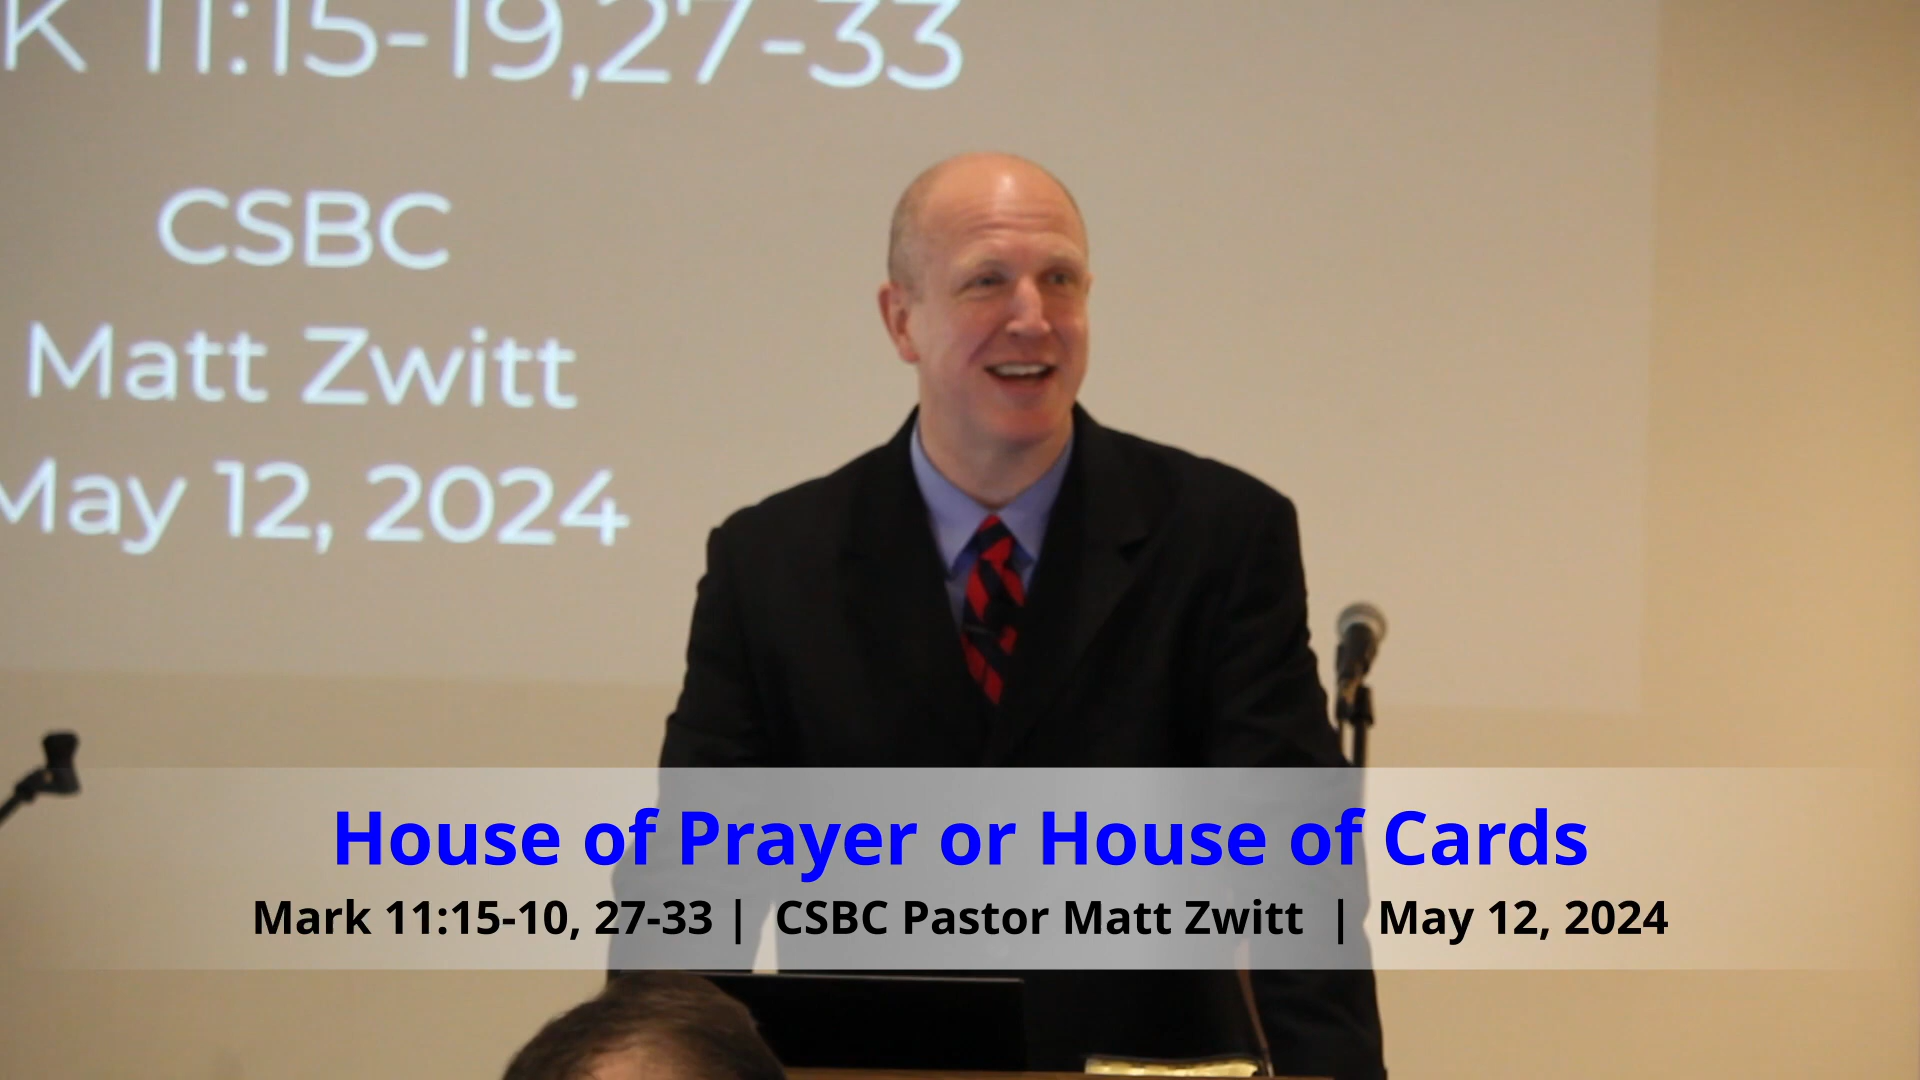 K 11:15-19,27-33
CSBC
Matt Zwitt
May 12, 2024
House of Prayer or House of Cards
Mark 11:15-10, 27-33 | CSBC Pastor Matt Zwitt | May 12, 2024